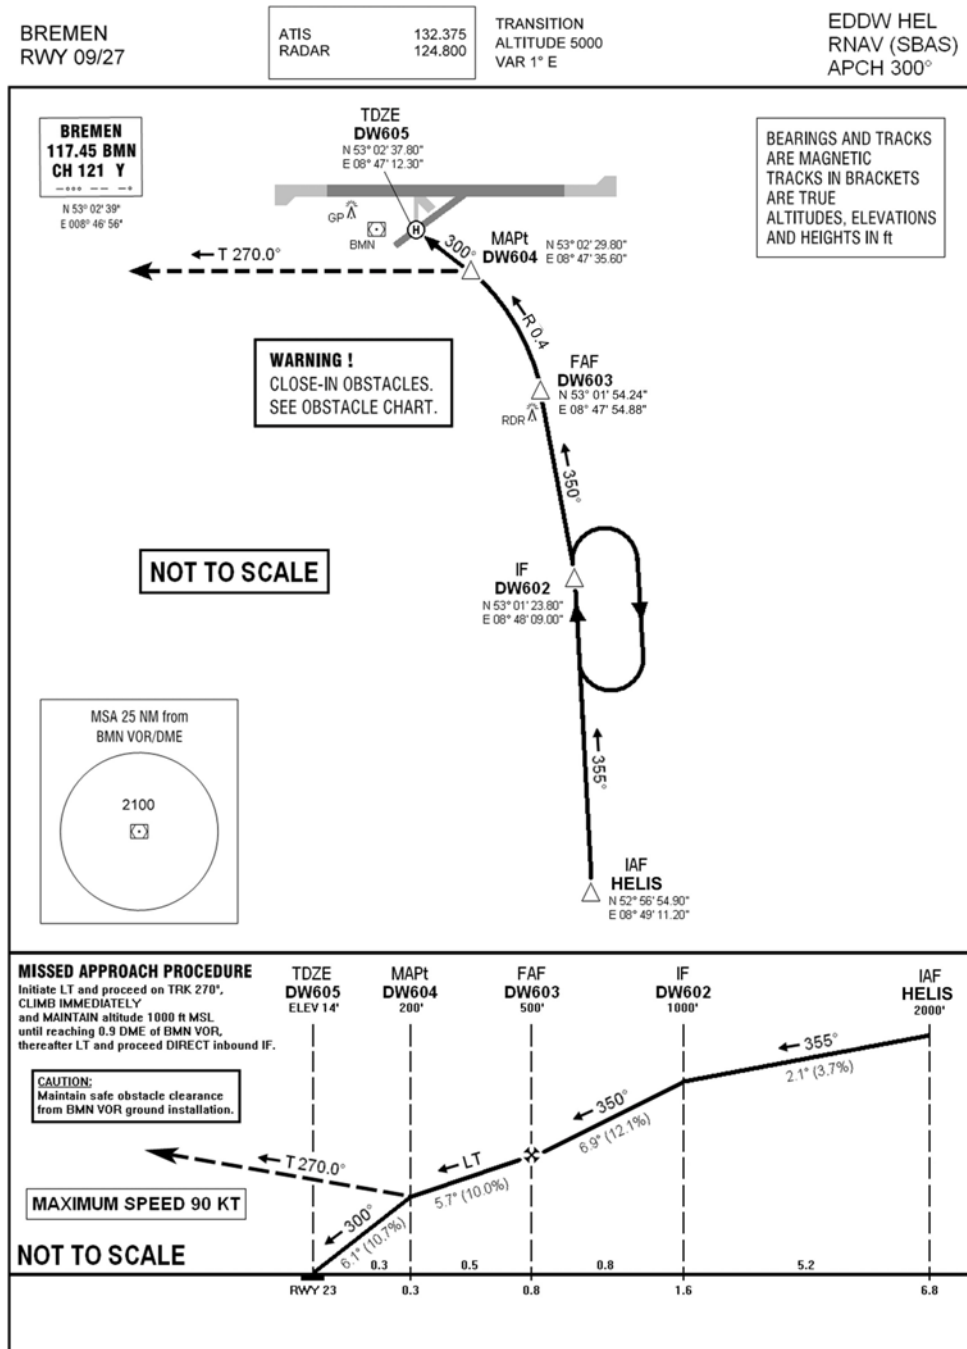 BREMEN
RWY 09/27
ATIS 132.375
RADAR 124.800
TRANSITION
ALTITUDE 5000
VAR 1° E
EDDW HEL
RNAV (SBAS)
APCH 300°
BREMEN
117.45 BMN
CH 121 Y
N 53° 02' 39"
E 008° 46' 56"
TDZE
DW605
N 53° 02' 37.80"
E 08° 47' 12.30"
BEARINGS AND TRACKS
ARE MAGNETIC
TRACKS IN BRACKETS
ARE TRUE
ALTITUDES, ELEVATIONS
AND HEIGHTS IN ft
GP
BMN
H
300°
MAPt
DW604
N 53° 02' 29.80"
E 08° 47' 35.60"
T 270.0°
R 0.4
WARNING !
CLOSE-IN OBSTACLES.
SEE OBSTACLE CHART.
FAF
DW603
N 53° 01' 54.24"
E 08° 47' 54.88"
RDR
350°
NOT TO SCALE
IF
DW602
N 53° 01' 23.80"
E 08° 48' 09.00"
MSA 25 NM from
BMN VOR/DME
2100
355°
IAF
HELIS
N 52° 56' 54.90"
E 08° 49' 11.20"
MISSED APPROACH PROCEDURE
Initiate LT and proceed on TRK 270°,
CLIMB IMMEDIATELY
and MAINTAIN altitude 1000 ft MSL
until reaching 0.9 DME of BMN VOR,
thereafter LT and proceed DIRECT inbound IF.
TDZE
DW605
ELEV 14'
MAPt
DW604
200'
FAF
DW603
500'
IF
DW602
1000'
IAF
HELIS
2000'
CAUTION:
Maintain safe obstacle clearance
from BMN VOR ground installation.
355°
2.1° (3.7%)
350°
6.9° (12.1%)
LT
5.7° (10.0%)
T 270.0°
300°
6.1° (10.7%)
MAXIMUM SPEED 90 KT
NOT TO SCALE
0.3 0.5 0.8 5.2
RWY 23 0.3 0.8 1.6 6.8